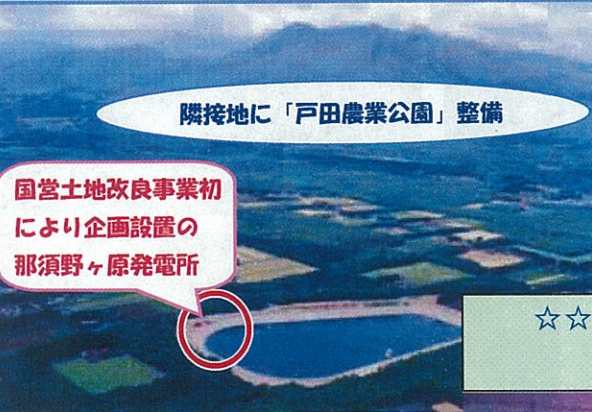 隣接地に「戸田農業公園」整備
国営土地改良事業初
により企画設置の
那須野ヶ原発電所
☆☆